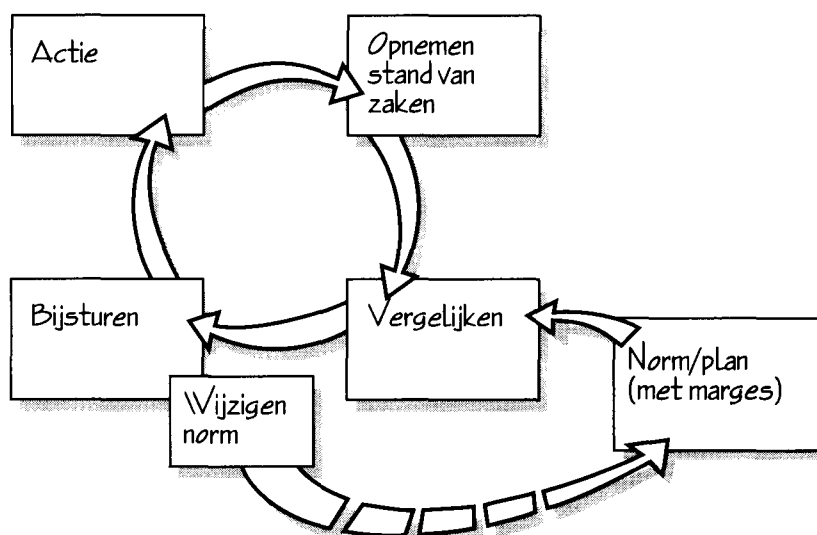 Actie
Opnemen
stand van
zaken
Bijsturen
Vergelijken
Norm/plan
(met marges)
Wijzigen
norm